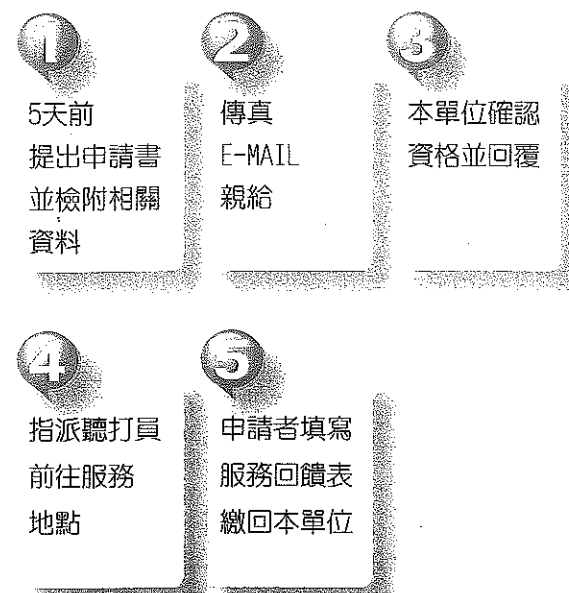 1
5天前
提出申請書
並檢附相關
資料
2
傳真
E-MAIL
親給
3
本單位確認
資格並回覆
4
指派聽打員
前往服務
地點
5
申請者填寫
服務回饋表
繳回本單位